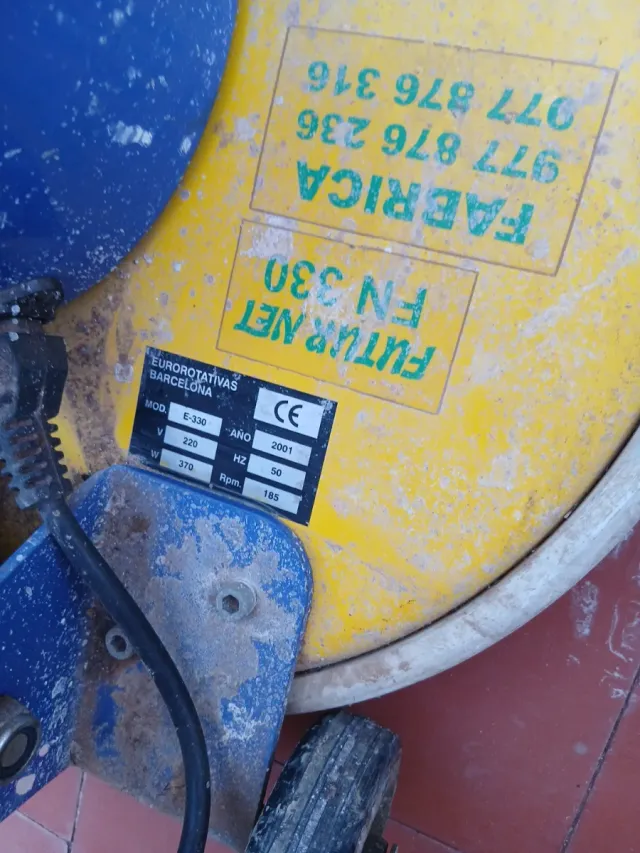 FABRICA
977 876 236
977 876 316
FUTUR NET
FN 330
EUROROTATIVAS
BARCELONA
CE
MOD. E-330 AÑO 2001
V 220 HZ 50
W 370 Rpm. 185